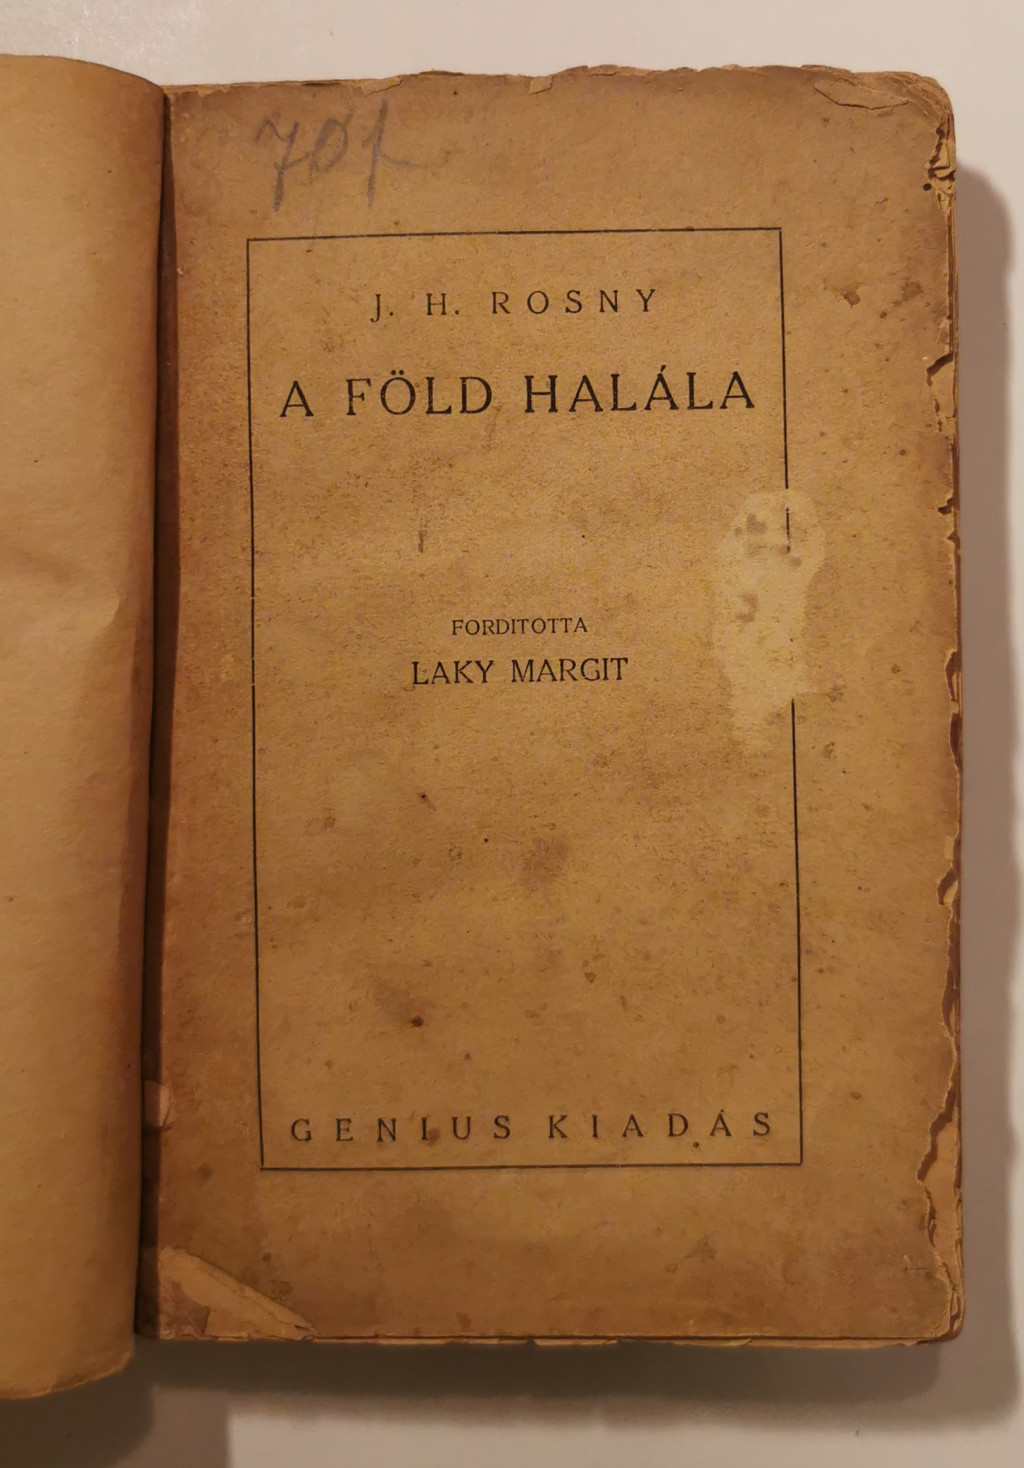 701
J. H. ROSNY
A FÖLD HALÁLA
FORDITOTTA
LAKY MARGIT
GENIUS KIADÁS